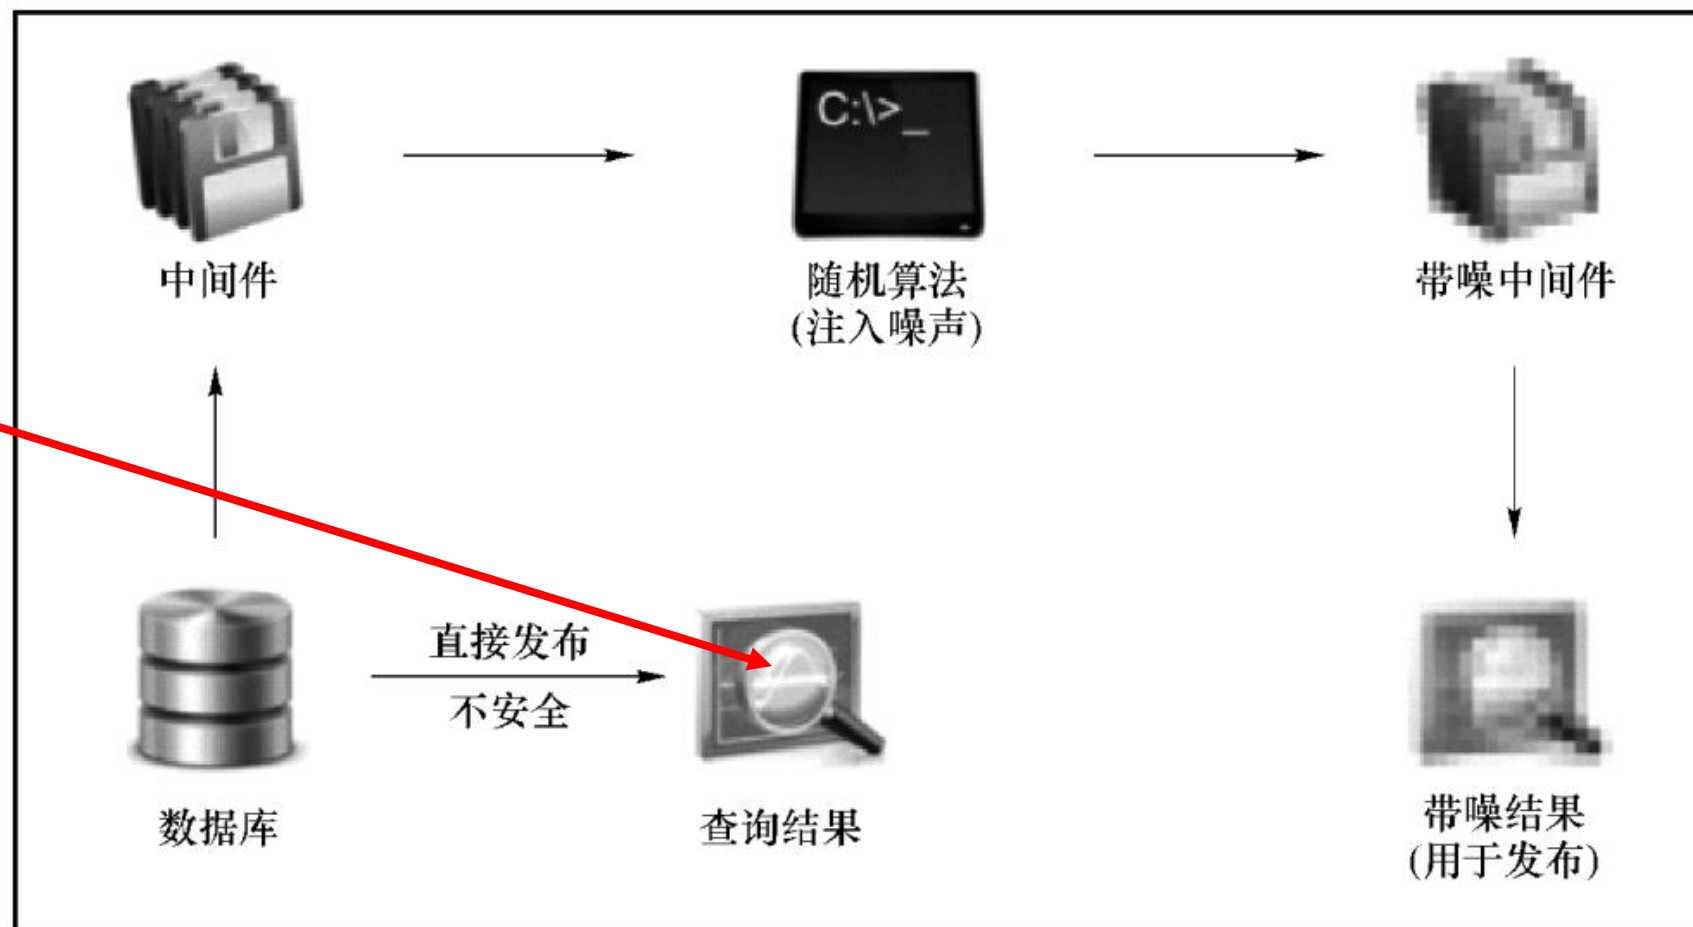 C:\>_
中间件
随机算法
(注入噪声)
带噪中间件
直接发布
不安全
数据库
查询结果
带噪结果
(用于发布)